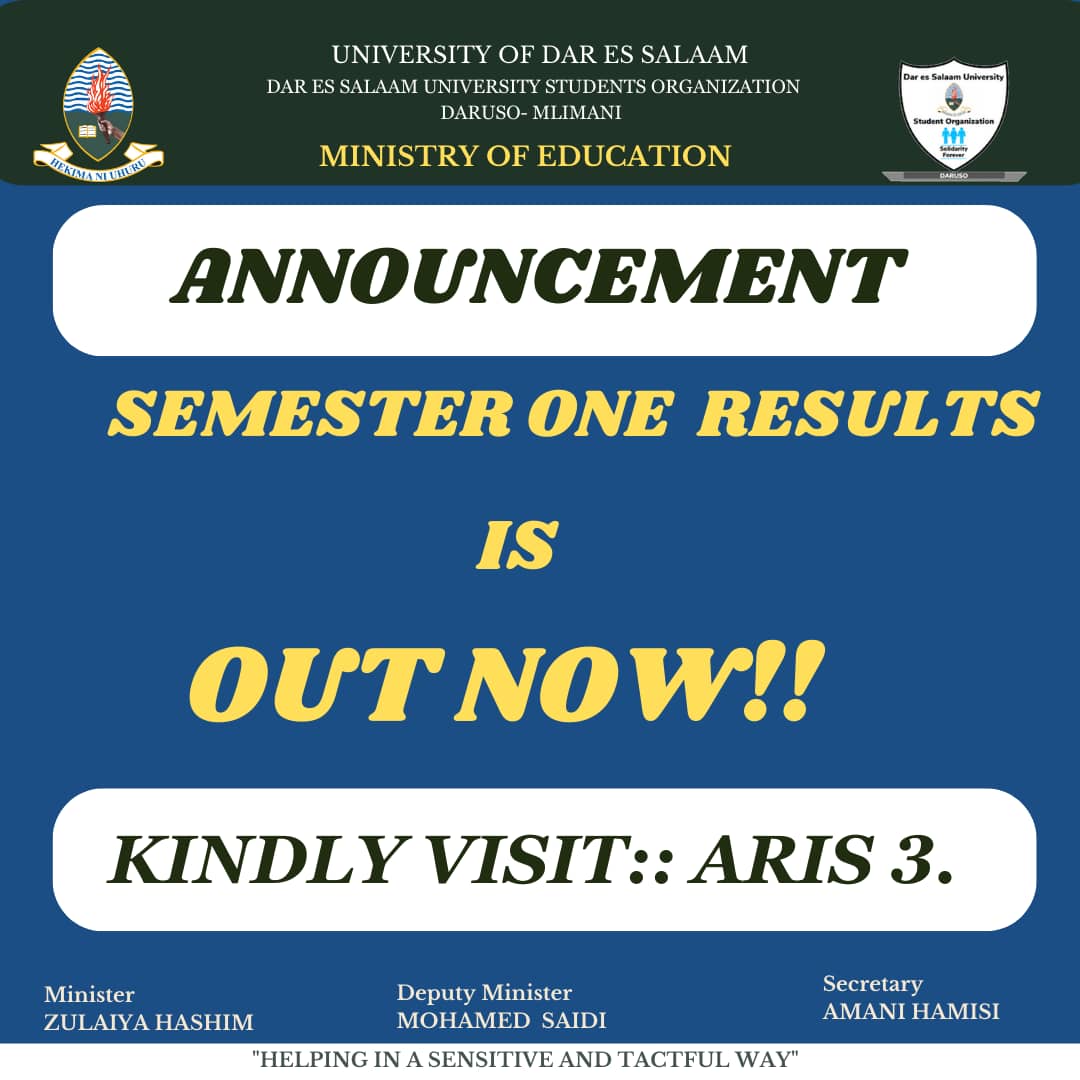 UNIVERSITY OF DAR ES SALAAM
DAR ES SALAAM UNIVERSITY STUDENTS ORGANIZATION
DARUSO- MLIMANI
MINISTRY OF EDUCATION
HEKIMA NI UHURU
Dar es Salaam University
Student Organization
Solidarity
Forever
DARUSO
ANNOUNCEMENT
SEMESTER ONE RESULTS
IS
OUT NOW!!
KINDLY VISIT:: ARIS 3.
Minister
ZULAIYA HASHIM
Deputy Minister
MOHAMED SAIDI
Secretary
AMANI HAMISI
"HELPING IN A SENSITIVE AND TACTFUL WAY"